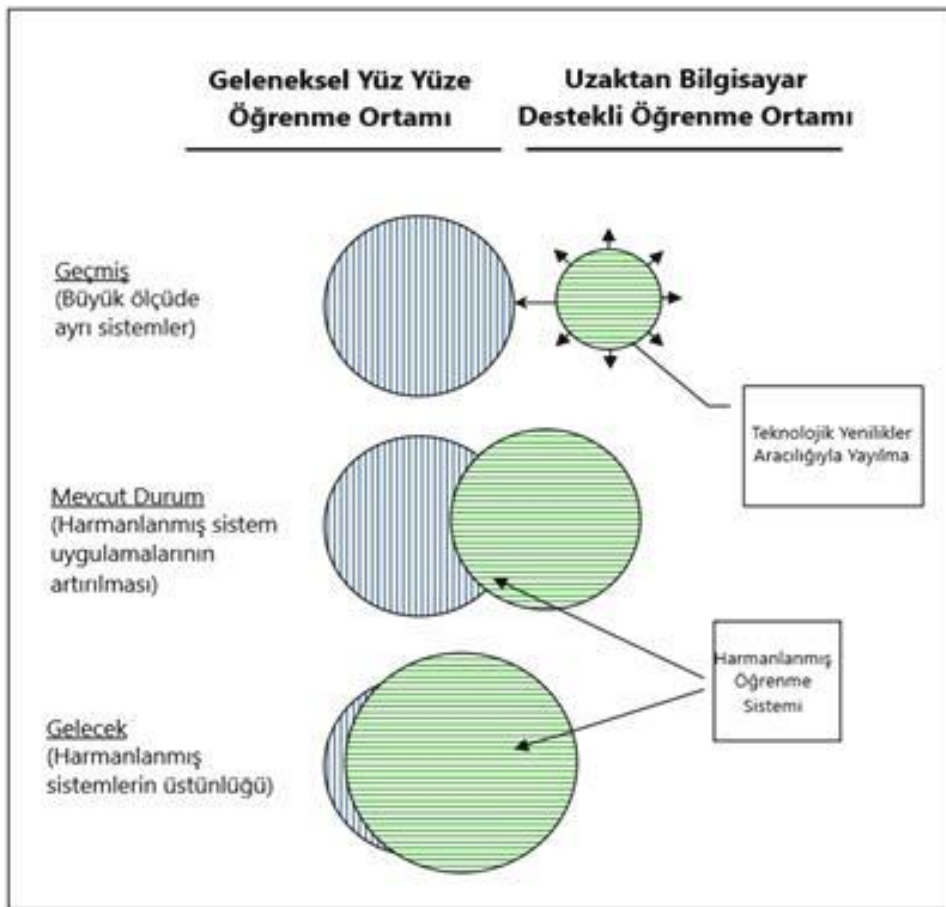 Geleneksel Yüz Yüze
Öğrenme Ortamı
Uzaktan Bilgisayar
Destekli Öğrenme Ortamı
Geçmiş
(Büyük ölçüde
ayrı sistemler)
Teknolojik Yenilikler
Aracılığıyla Yayılma
Mevcut Durum
(Harmanlanmış sistem
uygulamalarının
artırılması)
Harmanlanmış
Öğrenme
Sistemi
Gelecek
(Harmanlanmış
sistemlerin üstünlüğü)